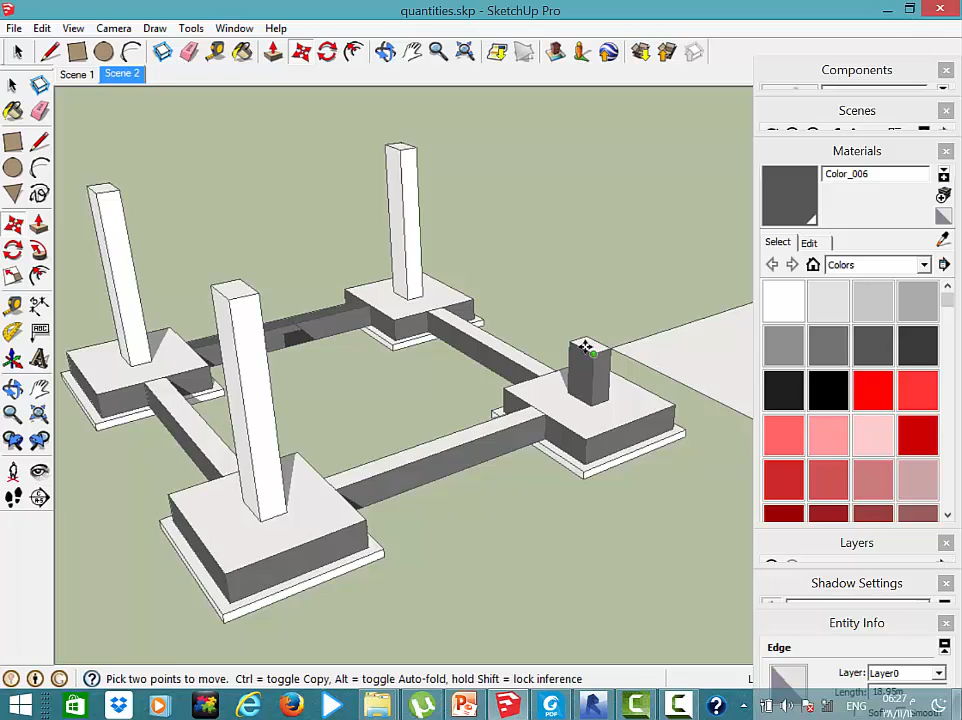 quantities.skp - SketchUp Pro
File Edit View Camera Draw Tools Window Help
Scene 1 Scene 2
Components
Scenes
Materials
Color_006
Select Edit
Colors
Layers
Shadow Settings
Entity Info
Edge
Layer: Layer0
Length: 18.95m
Pick two points to move. Ctrl = toggle Copy, Alt = toggle Auto-fold, hold Shift = lock inference
ENG
06:27 م